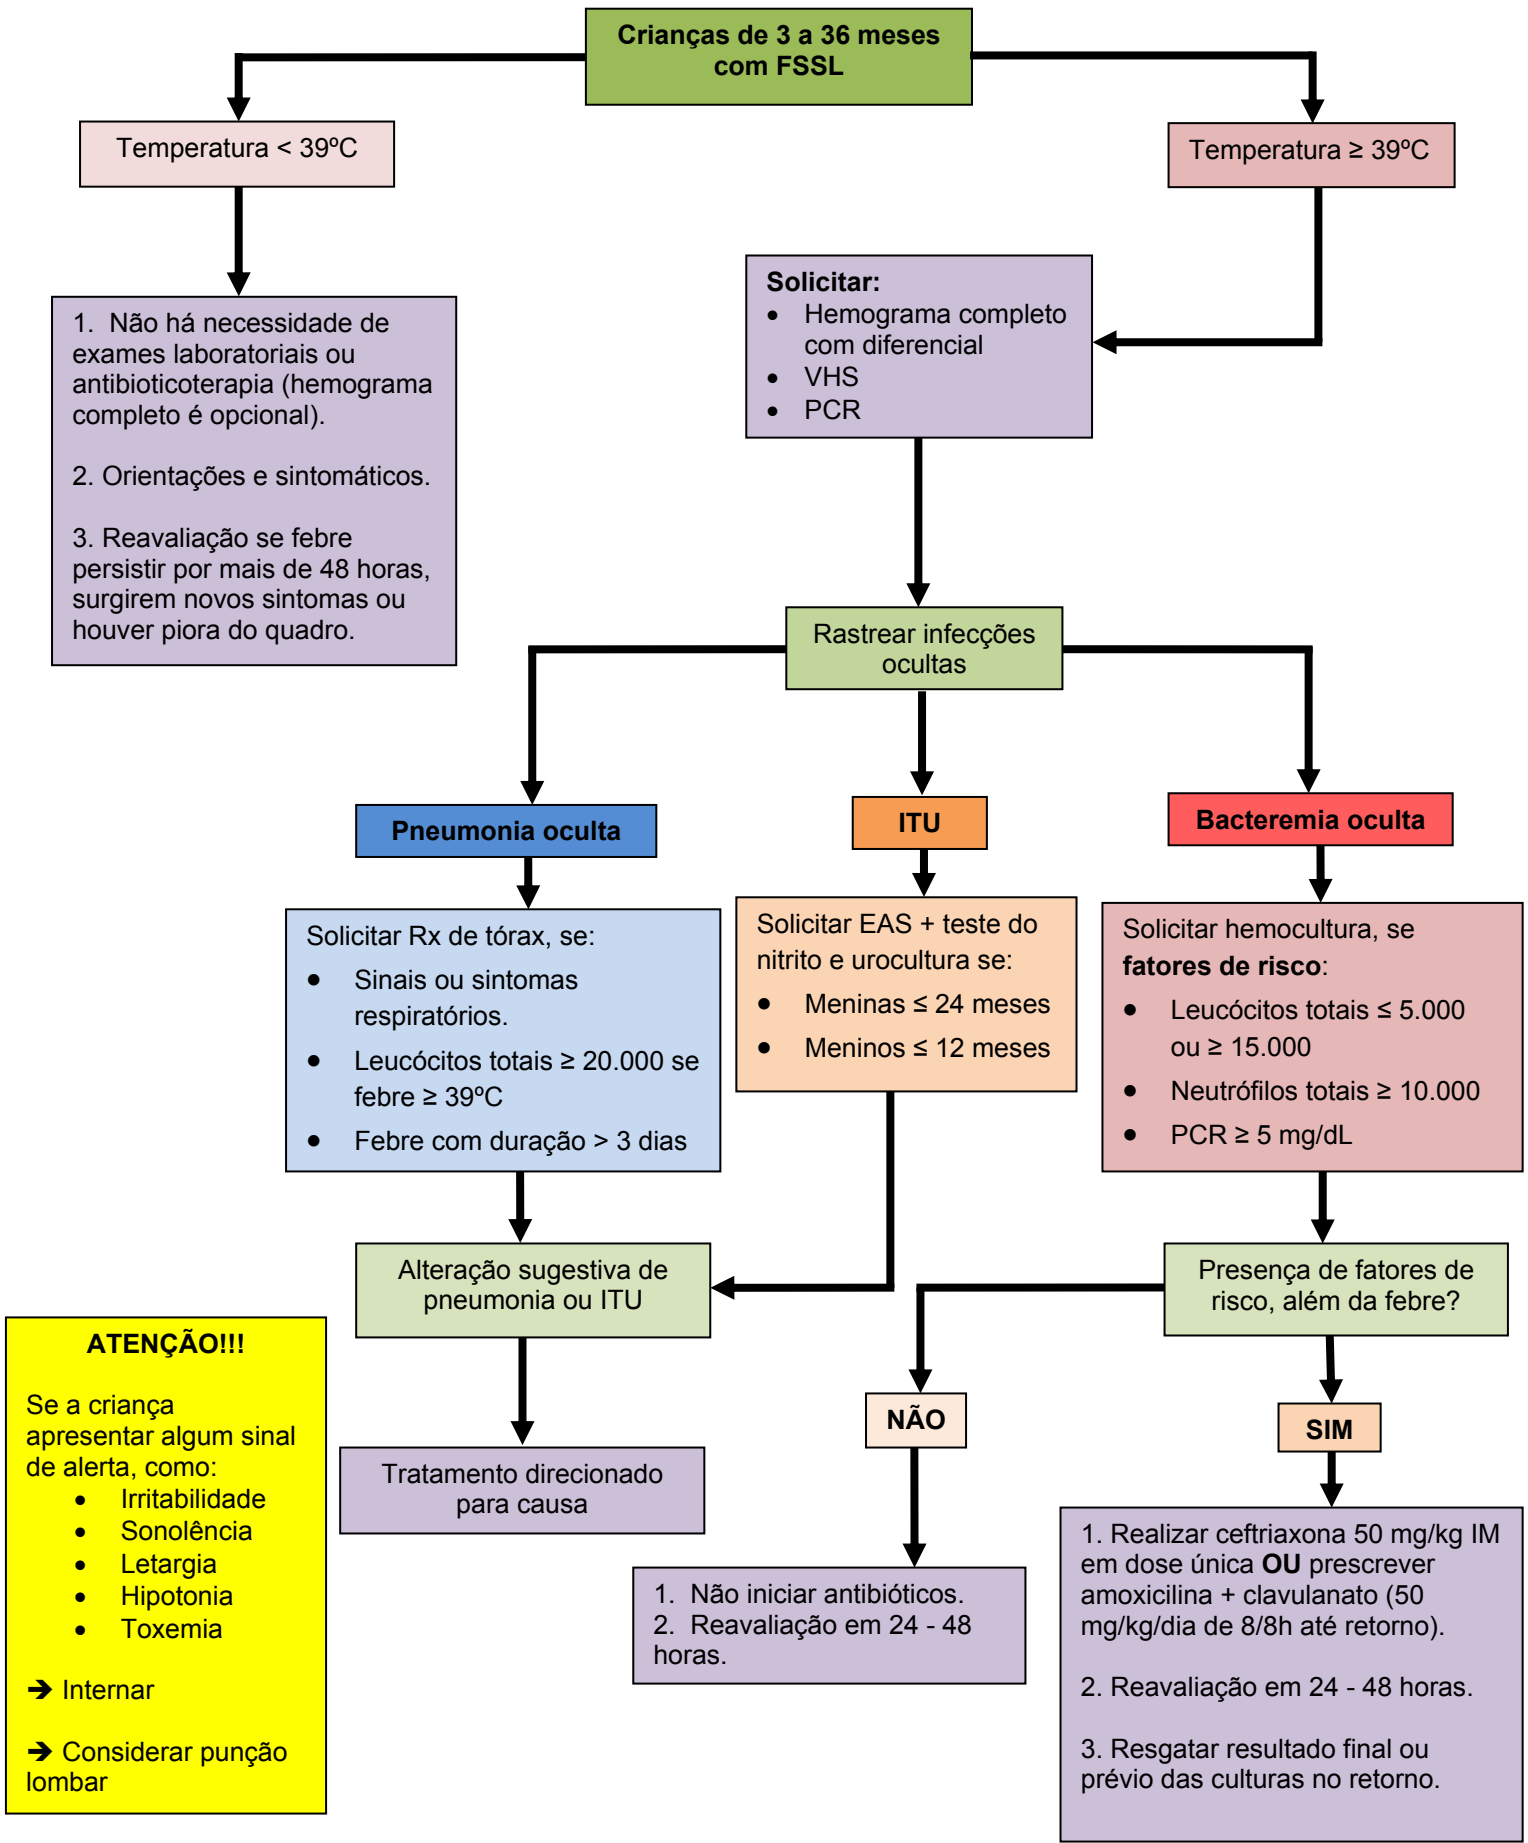 Crianças de 3 a 36 meses
com FSSL
Temperatura < 39ºC
Temperatura ≥ 39ºC
1. Não há necessidade de
exames laboratoriais ou
antibioticoterapia (hemograma
completo é opcional).
2. Orientações e sintomáticos.
3. Reavaliação se febre
persistir por mais de 48 horas,
surgirem novos sintomas ou
houver piora do quadro.
Solicitar:
• Hemograma completo
com diferencial
• VHS
• PCR
Rastrear infecções
ocultas
Pneumonia oculta
ITU
Bacteremia oculta
Solicitar Rx de tórax, se:
• Sinais ou sintomas
respiratórios.
• Leucócitos totais ≥ 20.000 se
febre ≥ 39ºC
• Febre com duração > 3 dias
Solicitar EAS + teste do
nitrito e urocultura se:
• Meninas ≤ 24 meses
• Meninos ≤ 12 meses
Solicitar hemocultura, se
fatores de risco:
• Leucócitos totais ≤ 5.000
ou ≥ 15.000
• Neutrófilos totais ≥ 10.000
• PCR ≥ 5 mg/dL
Alteração sugestiva de
pneumonia ou ITU
Presença de fatores de
risco, além da febre?
Tratamento direcionado
para causa
NÃO
SIM
1. Não iniciar antibióticos.
2. Reavaliação em 24 - 48
horas.
1. Realizar ceftriaxona 50 mg/kg IM
em dose única OU prescrever
amoxicilina + clavulanato (50
mg/kg/dia de 8/8h até retorno).
2. Reavaliação em 24 - 48 horas.
3. Resgatar resultado final ou
prévio das culturas no retorno.
ATENÇÃO!!!
Se a criança
apresentar algum sinal
de alerta, como:
• Irritabilidade
• Sonolência
• Letargia
• Hipotonia
• Toxemia
➔ Internar
➔ Considerar punção
lombar